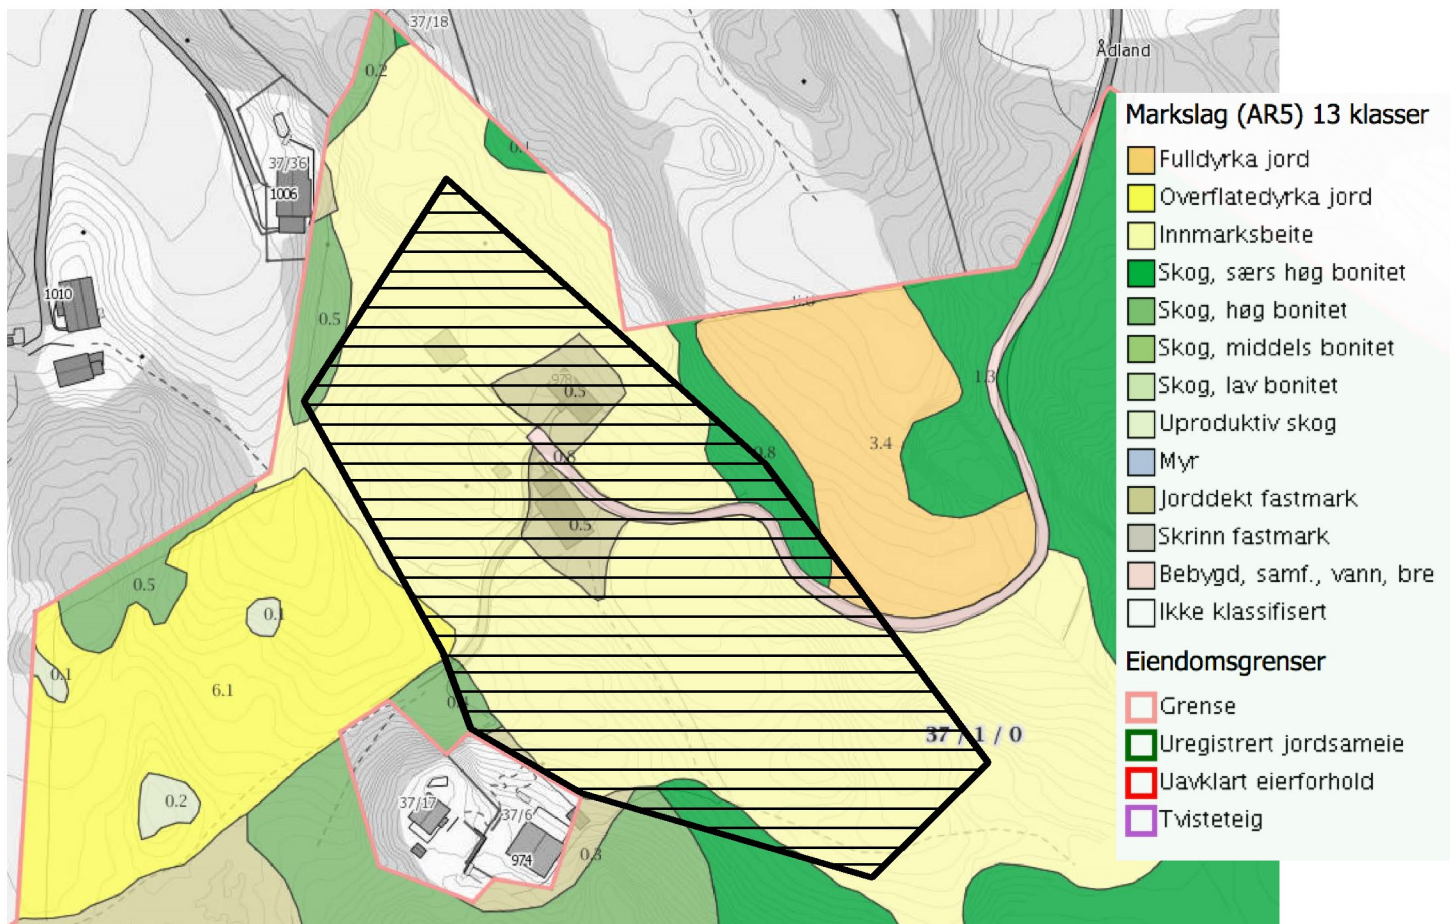 37/18
Ådland
0.2
0.1
37/36
1006
1010
0.5
978
0.5
1.3
0.8
3.4
0.8
0.5
0.5
0.1
0.1
6.1
37 / 1 / 0
0.2
37/17
37/6
974
0.3
Markslag (AR5) 13 klasser
Fulldyrka jord
Overflatedyrka jord
Innmarksbeite
Skog, særs høg bonitet
Skog, høg bonitet
Skog, middels bonitet
Skog, lav bonitet
Uproduktiv skog
Myr
Jorddekt fastmark
Skrinn fastmark
Bebygd, samf., vann, bre
Ikke klassifisert
Eiendomsgrenser
Grense
Uregistrert jordsameie
Uavklart eierforhold
Tvisteteig